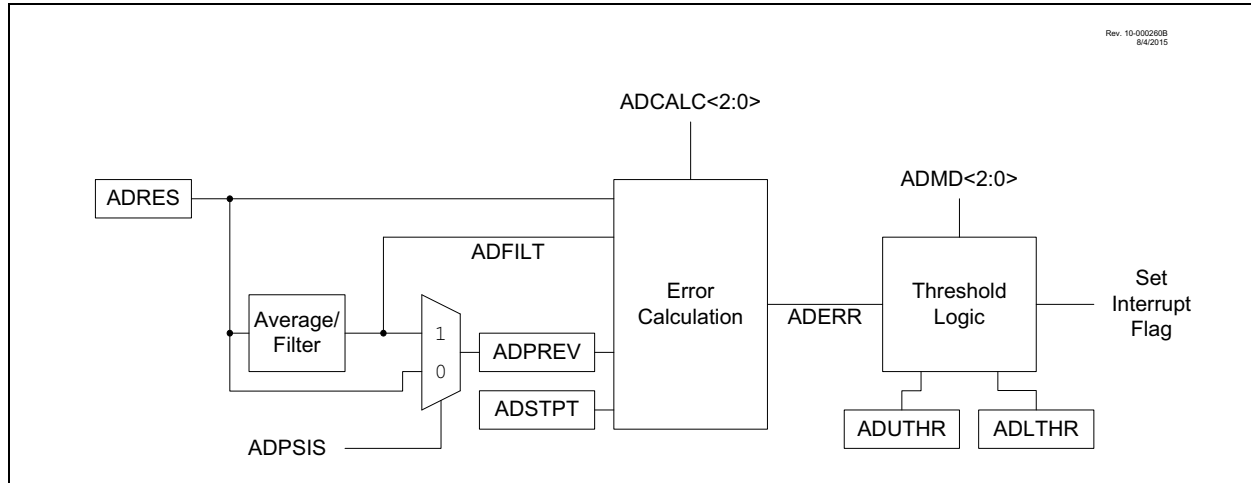 Rev. 10-000260B
8/4/2015
ADCALC<2:0>
ADMD<2:0>
ADRES
ADFILT
Average/
Filter
1
0
ADPREV
ADSTPT
ADPSIS
Error
Calculation
ADERR
Threshold
Logic
Set
Interrupt
Flag
ADUTHR
ADLTHR